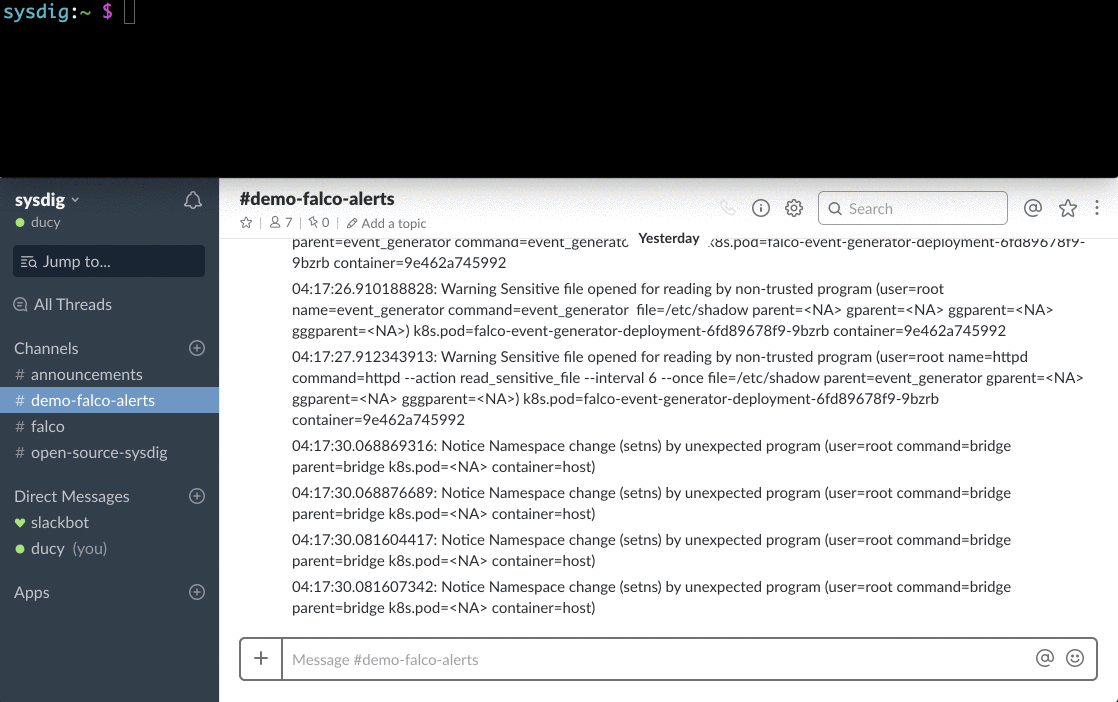 sysdig:~ $
sysdig
ducy
Jump to...
All Threads
Channels
# announcements
# demo-falco-alerts
# falco
# open-source-sysdig
Direct Messages
slackbot
ducy (you)
Apps
#demo-falco-alerts
7 | 0 | Add a topic
Search
Yesterday
parent=event_generator command=event_generato k8s.pod=falco-event-generator-deployment-6fd89678f9-
9bzrb container=9e462a745992
04:17:26.910188828: Warning Sensitive file opened for reading by non-trusted program (user=root
name=event_generator command=event_generator file=/etc/shadow parent=<NA> gparent=<NA> ggparent=<NA>
gggparent=<NA>) k8s.pod=falco-event-generator-deployment-6fd89678f9-9bzrb container=9e462a745992
04:17:27.912343913: Warning Sensitive file opened for reading by non-trusted program (user=root name=httpd
command=httpd --action read_sensitive_file --interval 6 --once file=/etc/shadow parent=event_generator gparent=<NA>
ggparent=<NA> gggparent=<NA>) k8s.pod=falco-event-generator-deployment-6fd89678f9-9bzrb
container=9e462a745992
04:17:30.068869316: Notice Namespace change (setns) by unexpected program (user=root command=bridge
parent=bridge k8s.pod=<NA> container=host)
04:17:30.068876689: Notice Namespace change (setns) by unexpected program (user=root command=bridge
parent=bridge k8s.pod=<NA> container=host)
04:17:30.081604417: Notice Namespace change (setns) by unexpected program (user=root command=bridge
parent=bridge k8s.pod=<NA> container=host)
04:17:30.081607342: Notice Namespace change (setns) by unexpected program (user=root command=bridge
parent=bridge k8s.pod=<NA> container=host)
Message #demo-falco-alerts